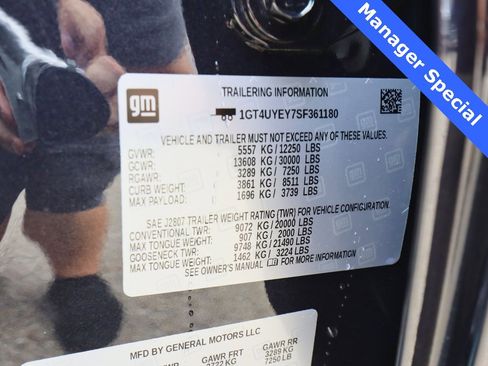 Manager Special
gm
TRAILERING INFORMATION
1GT4UYEY7SF361180
VEHICLE AND TRAILER MUST NOT EXCEED ANY OF THESE VALUES.
GVWR: 5557 KG/12250 LBS
GCWR: 13608 KG/30000 LBS
RGAWR: 3289 KG/ 7250 LBS
CURB WEIGHT: 3861 KG/ 8511 LBS
MAX PAYLOAD: 1696 KG/ 3739 LBS
SAE J2807 TRAILER WEIGHT RATING (TWR) FOR VEHICLE CONFIGURATION.
CONVENTIONAL TWR: 9072 KG/20000 LBS
MAX TONGUE WEIGHT: 907 KG/ 2000 LBS
GOOSENECK TWR: 9748 KG/21490 LBS
MAX TONGUE WEIGHT: 1462 KG/ 3224 LBS
SEE OWNER'S MANUAL FOR MORE INFORMATION
MFD BY GENERAL MOTORS LLC
GAWR FRT GAWR RR
2722 KG 3289 KG
7250 LB